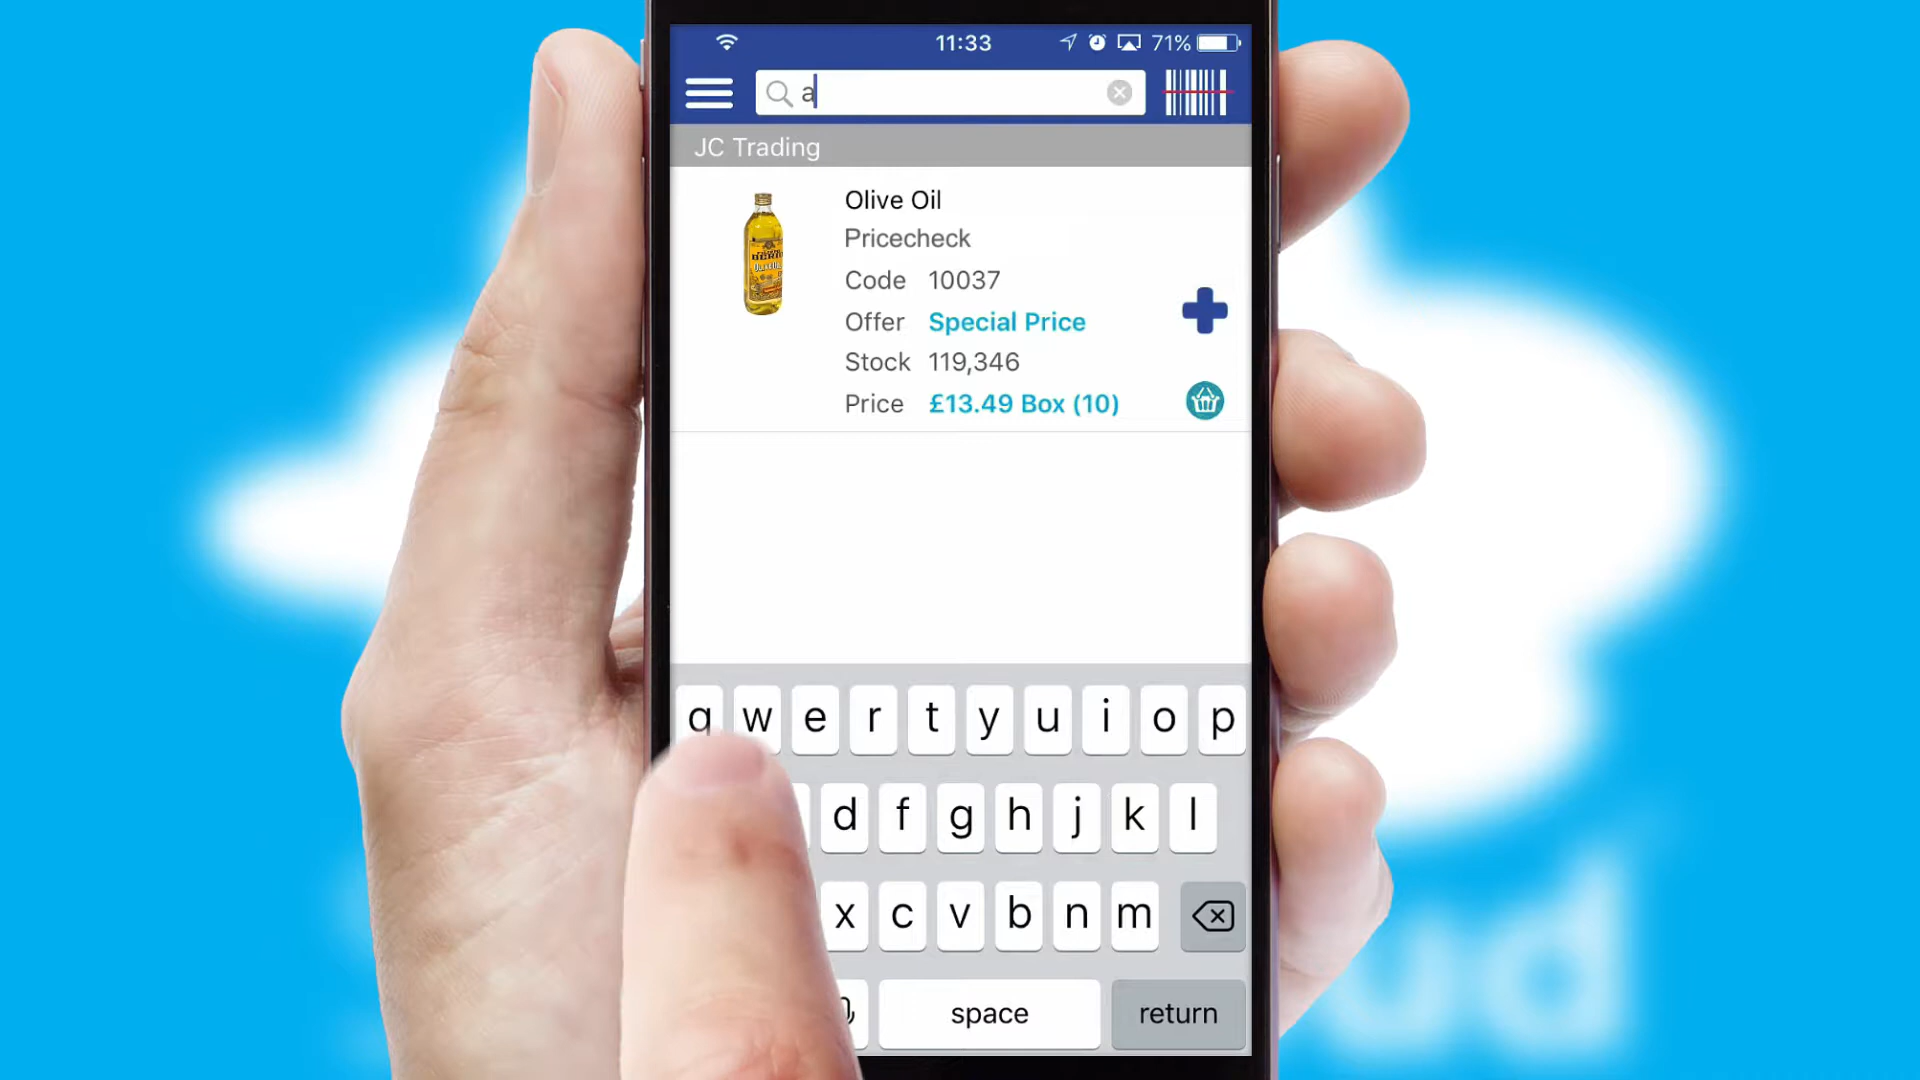 11:33 71%
a
JC Trading
Olive Oil
Pricecheck
Code 10037
Offer Special Price
Stock 119,346
Price £13.49 Box (10)
q w e r t y u i o p
d f g h j k l
x c v b n m
space return
ud